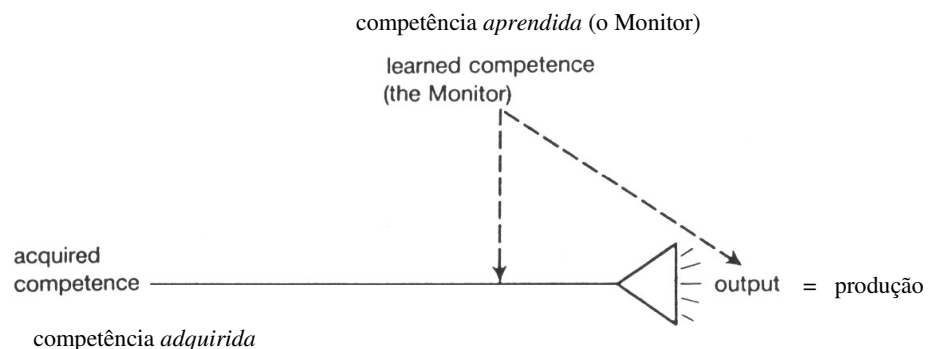 competência aprendida (o Monitor)
learned competence
(the Monitor)
acquired
competence
output = produção
competência adquirida